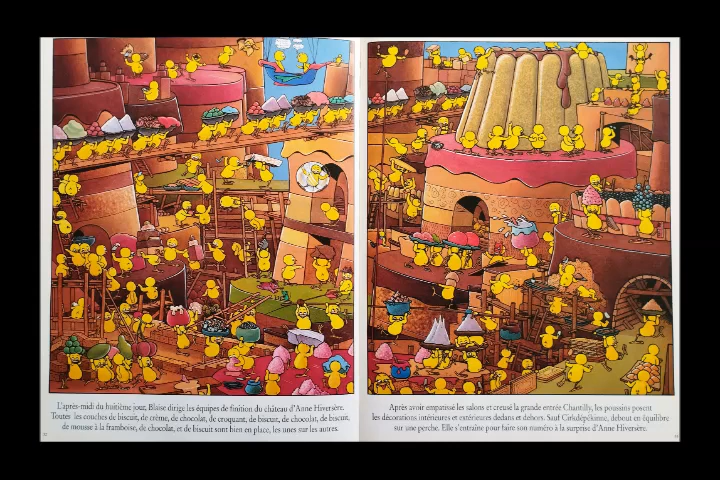 L'après-midi du huitième jour, Blaise dirige les équipes de finition du château d'Anne Hiversère.
Toutes les couches de biscuit, de crème, de chocolat, de croquant, de biscuit, de chocolat, de biscuit,
de mousse à la framboise, de chocolat, et de biscuit sont bien en place, les unes sur les autres.
Après avoir empatissé les salons et creusé la grande entrée Chantilly, les poussins posent
les décorations intérieures et extérieures dedans et dehors. Sauf Cirkdépékinne, debout en équilibre
sur une perche. Elle s'entraîne pour faire son numéro à la surprise d'Anne Hiversère.